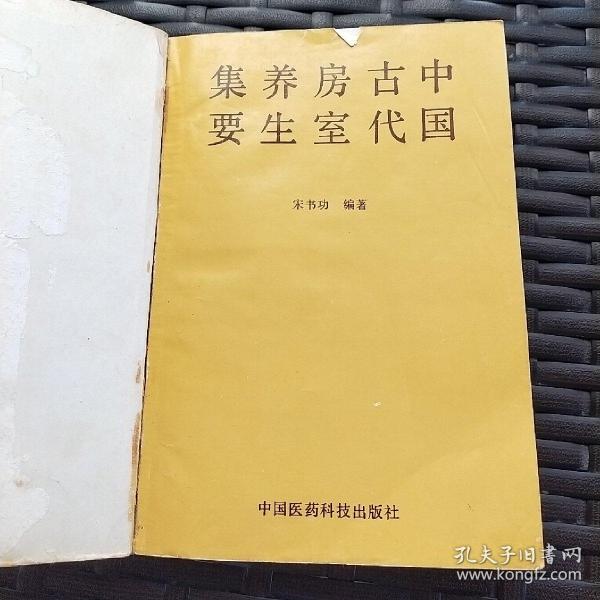 中国古代房室养生集要
宋书功 编著
中国医药科技出版社
孔夫子旧书网
www.kongfz.com